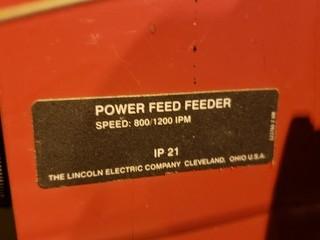 POWER FEED FEEDER
SPEED: 800/1200 IPM
IP 21
THE LINCOLN ELECTRIC COMPANY CLEVELAND, OHIO U.S.A.